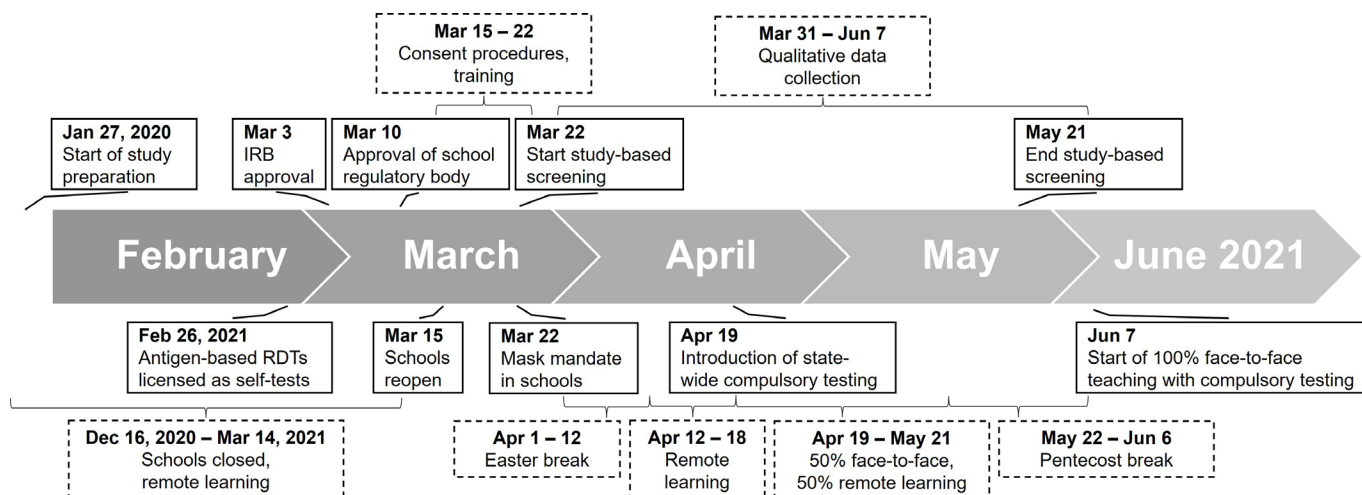 Mar 15 – 22
Consent procedures,
training
Mar 31 – Jun 7
Qualitative data
collection
Jan 27, 2020
Start of study
preparation
Mar 3
IRB
approval
Mar 10
Approval of school
regulatory body
Mar 22
Start study-based
screening
May 21
End study-based
screening
February
March
April
May
June 2021
Feb 26, 2021
Antigen-based RDTs
licensed as self-tests
Mar 15
Schools
reopen
Mar 22
Mask mandate
in schools
Apr 19
Introduction of state-
wide compulsory testing
Jun 7
Start of 100% face-to-face
teaching with compulsory testing
Dec 16, 2020 – Mar 14, 2021
Schools closed,
remote learning
Apr 1 – 12
Easter break
Apr 12 – 18
Remote
learning
Apr 19 – May 21
50% face-to-face,
50% remote learning
May 22 – Jun 6
Pentecost break